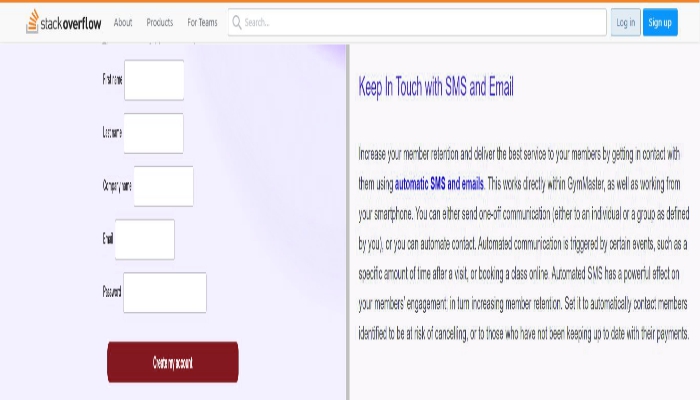 stackoverflow About Products For Teams Search... Log in Sign up
First name
Last name
Company name
Email
Password
Create my account
Keep In Touch with SMS and Email
Increase your member retention and deliver the best service to your members by getting in contact with
them using automatic SMS and emails. This works directly within GymMaster, as well as working from
your smartphone. You can either send one-off communication (either to an individual or a group as defined
by you), or you can automate contact. Automated communication is triggered by certain events, such as a
specific amount of time after a visit, or booking a class online. Automated SMS has a powerful effect on
your members' engagement; in turn increasing member retention. Set it to automatically contact members
identified to be at risk of cancelling, or to those who have not been keeping up to date with their payments.